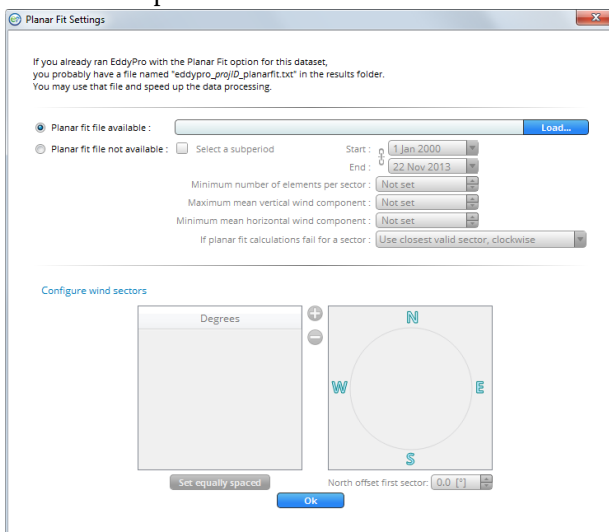 Planar Fit Settings
If you already ran EddyPro with the Planar Fit option for this dataset,
you probably have a file named "eddypro_projID_planarfit.txt" in the results folder.
You may use that file and speed up the data processing.
Planar fit file available : Load...
Planar fit file not available : Select a subperiod Start : 1 Jan 2000
End : 22 Nov 2013
Minimum number of elements per sector : Not set
Maximum mean vertical wind component : Not set
Minimum mean horizontal wind component : Not set
If planar fit calculations fail for a sector : Use closest valid sector, clockwise
Configure wind sectors
Degrees
N
W E
S
Set equally spaced North offset first sector: 0.0 [°]
Ok